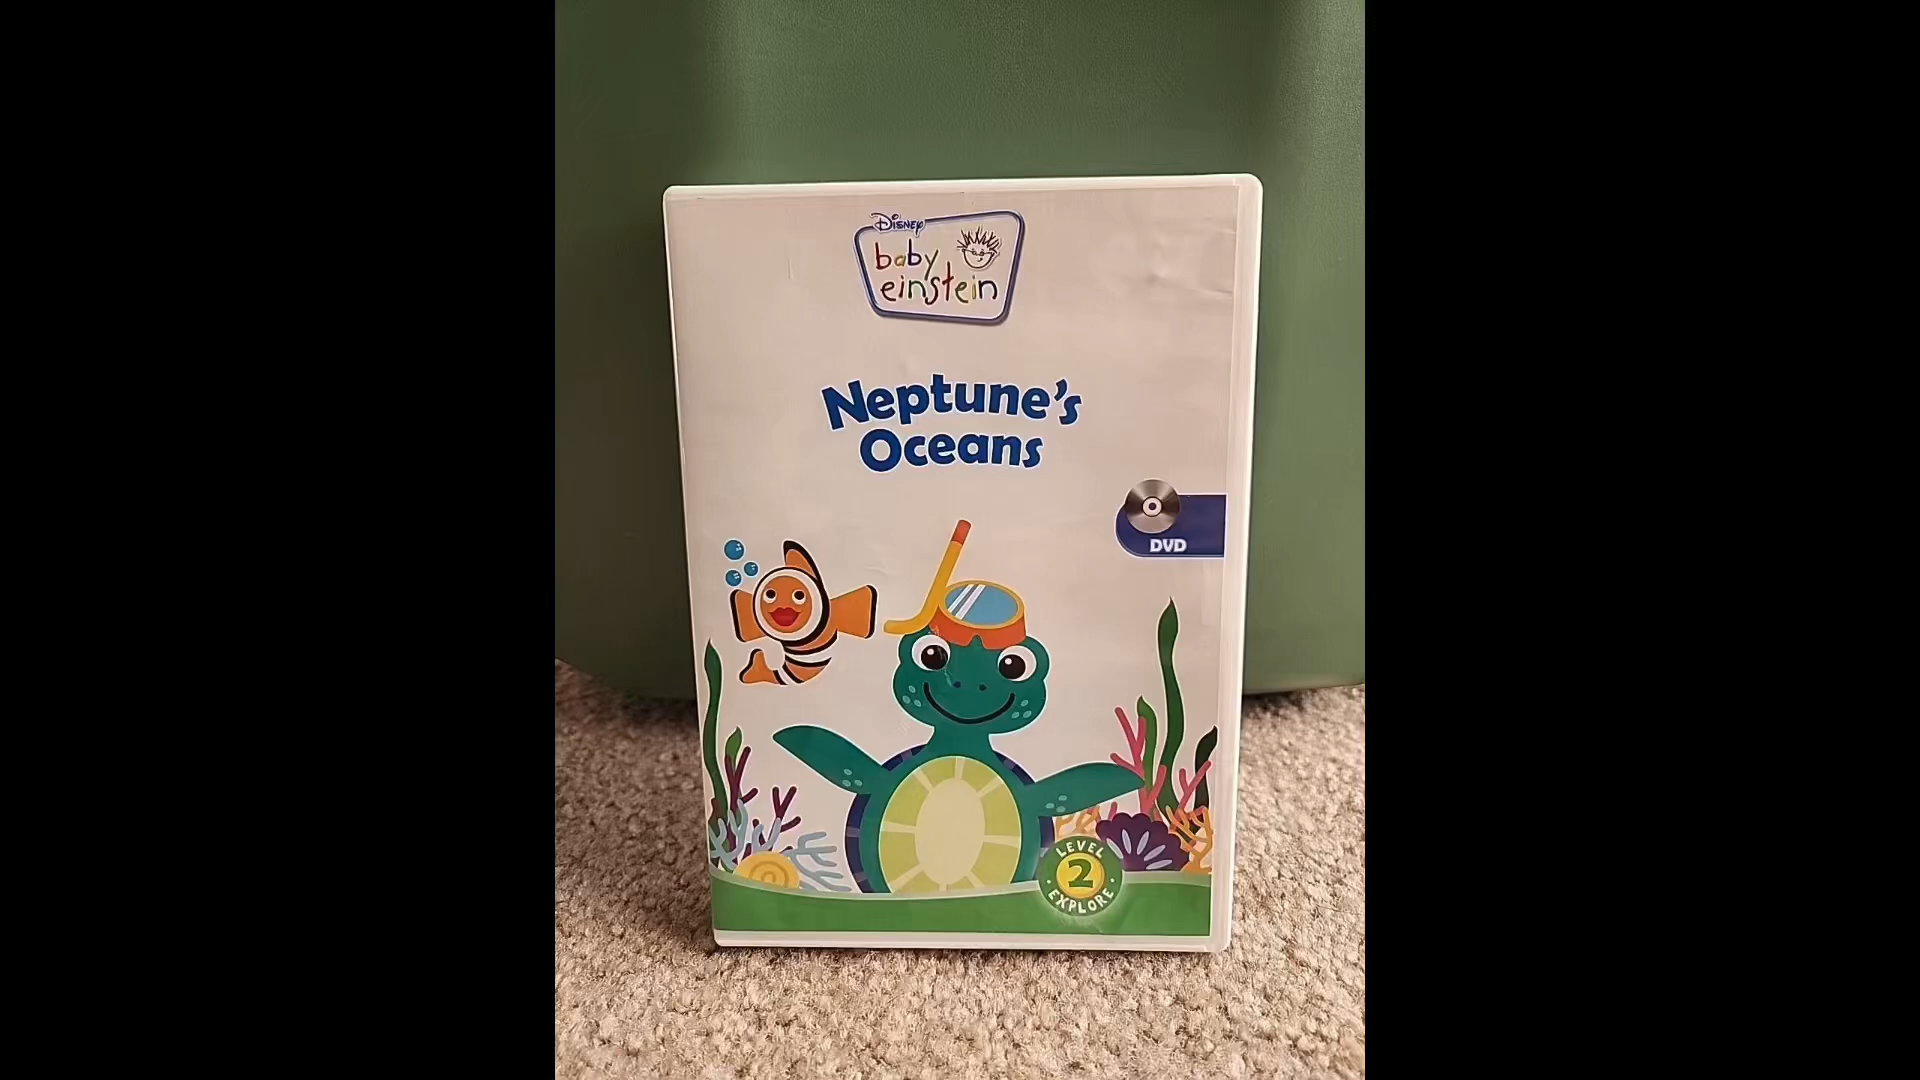 Disney
baby
einstein
Neptune's
Oceans
DVD
LEVEL
2
EXPLORE